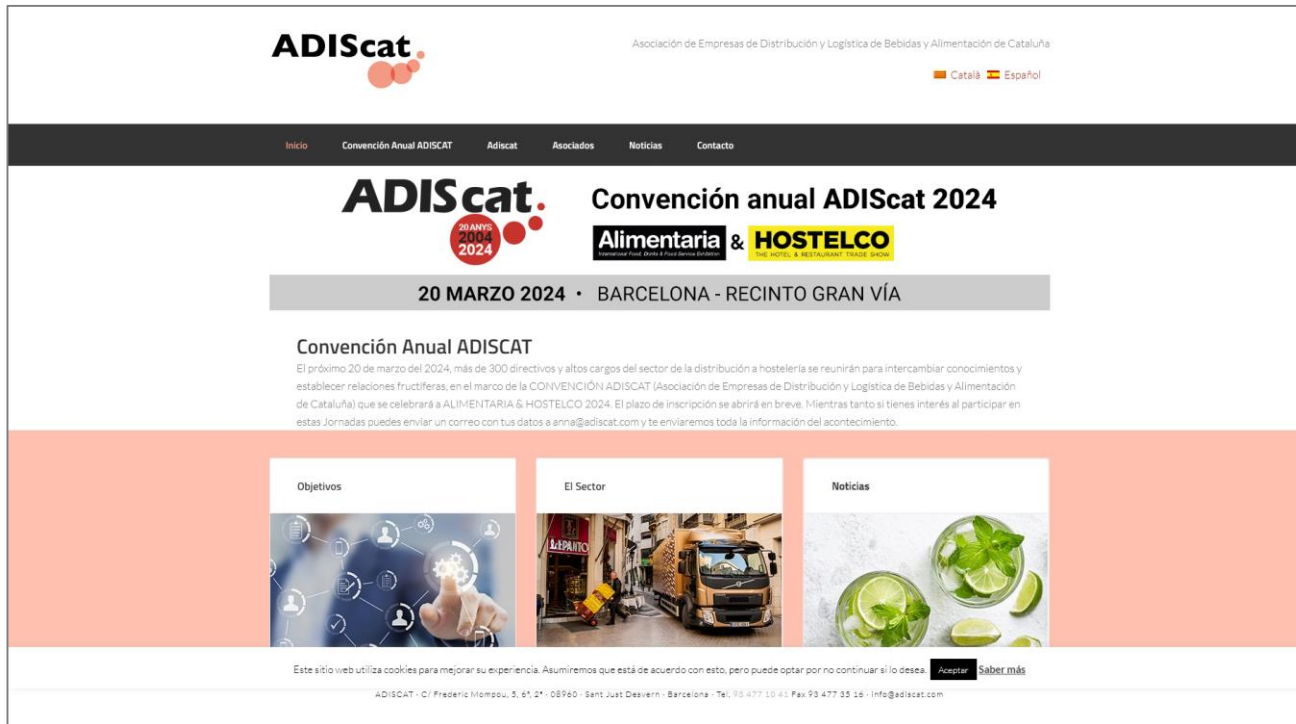 ADIScat.
Asociación de Empresas de Distribución y Logística de Bebidas y Alimentación de Cataluña
Català Español
Inicio Convención Anual ADISCAT Adiscat Asociados Noticias Contacto
ADIScat.
20 ANYS
2004
2024
Convención anual ADIScat 2024
Alimentaria & HOSTELCO
International Food, Drinks & Food Service Exhibition THE HOTEL & RESTAURANT TRADE SHOW
20 MARZO 2024 · BARCELONA - RECINTO GRAN VÍA
Convención Anual ADISCAT
El próximo 20 de marzo del 2024, más de 300 directivos y altos cargos del sector de la distribución a hostelería se reunirán para intercambiar conocimientos y
establecer relaciones fructíferas, en el marco de la CONVENCIÓN ADISCAT (Asociación de Empresas de Distribución y Logística de Bebidas y Alimentación
de Cataluña) que se celebrará a ALIMENTARIA & HOSTELCO 2024. El plazo de inscripción se abrirá en breve. Mientras tanto si tienes interés al participar en
estas Jornadas puedes enviar un correo con tus datos a anna@adiscat.com y te enviaremos toda la información del acontecimiento.
Objetivos El Sector Noticias
LEPANTO
Este sitio web utiliza cookies para mejorar su experiencia. Asumiremos que está de acuerdo con esto, pero puede optar por no continuar si lo desea. Aceptar Saber más
ADISCAT - C/ Frederic Mompou, 5, 6º, 2ª - 08960 - Sant Just Desvern - Barcelona - Tel. 93 477 10 41 Fax 93 477 35 16 - info@adiscat.com